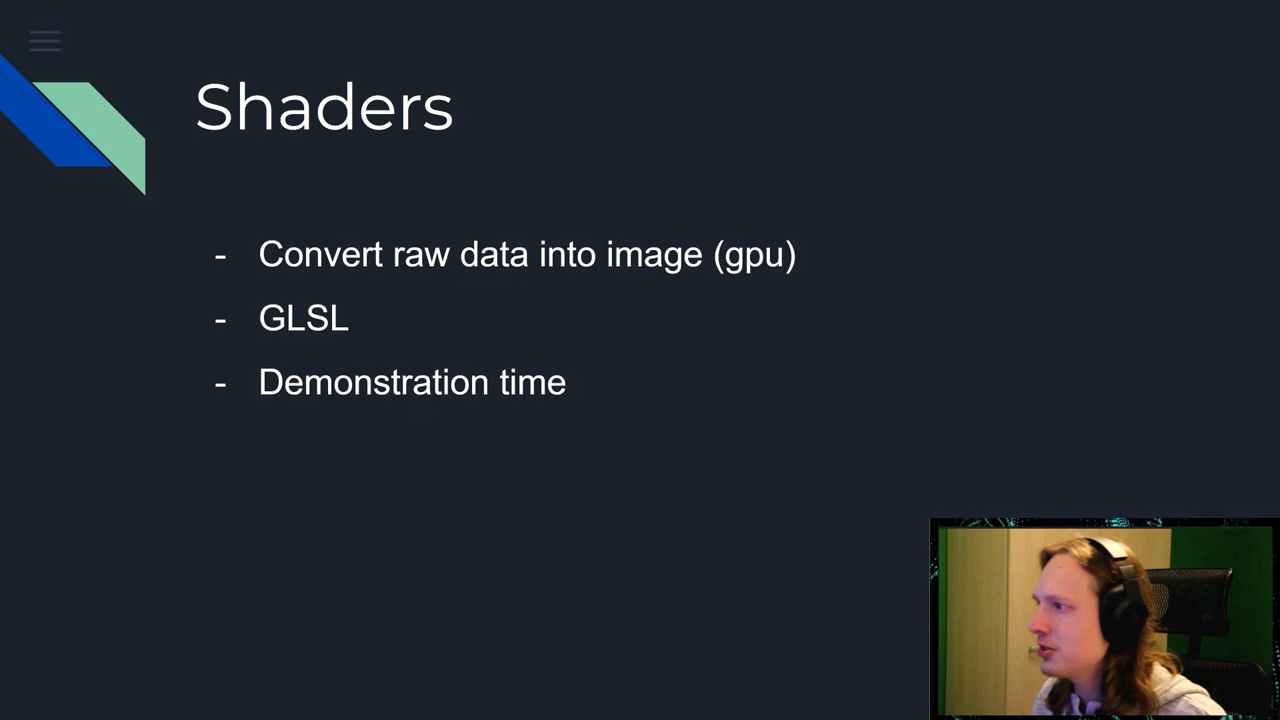 Shaders
- Convert raw data into image (gpu)
- GLSL
- Demonstration time